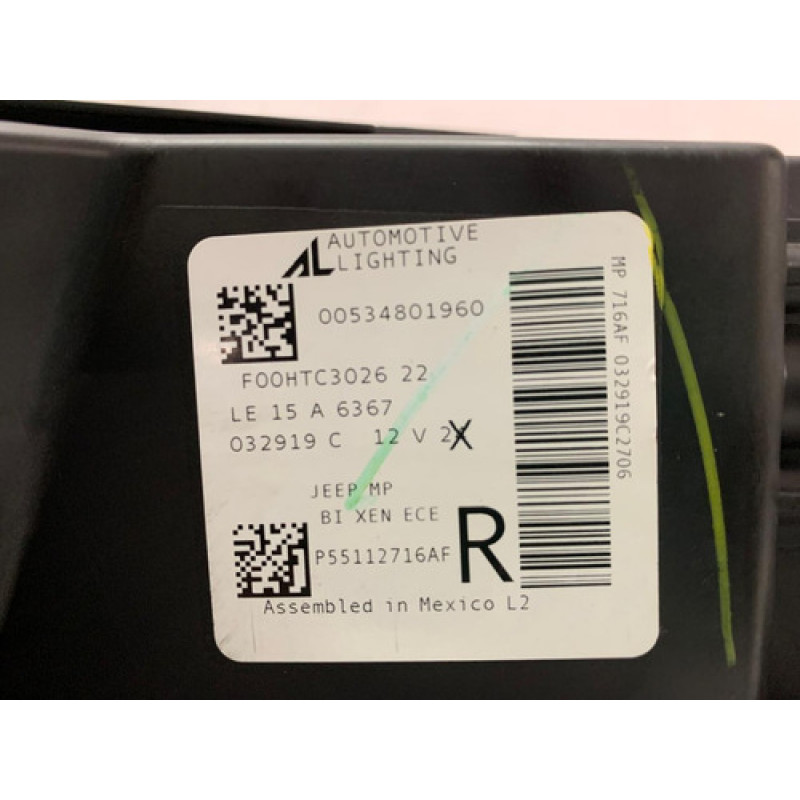 AL AUTOMOTIVE
LIGHTING
00534801960
F00HTC3026 22
LE 15 A 6367
032919 C 12 V 2X
JEEP MP
BI XEN ECE
P55112716AF R
Assembled in Mexico L2
MP 716AF 032919C2706